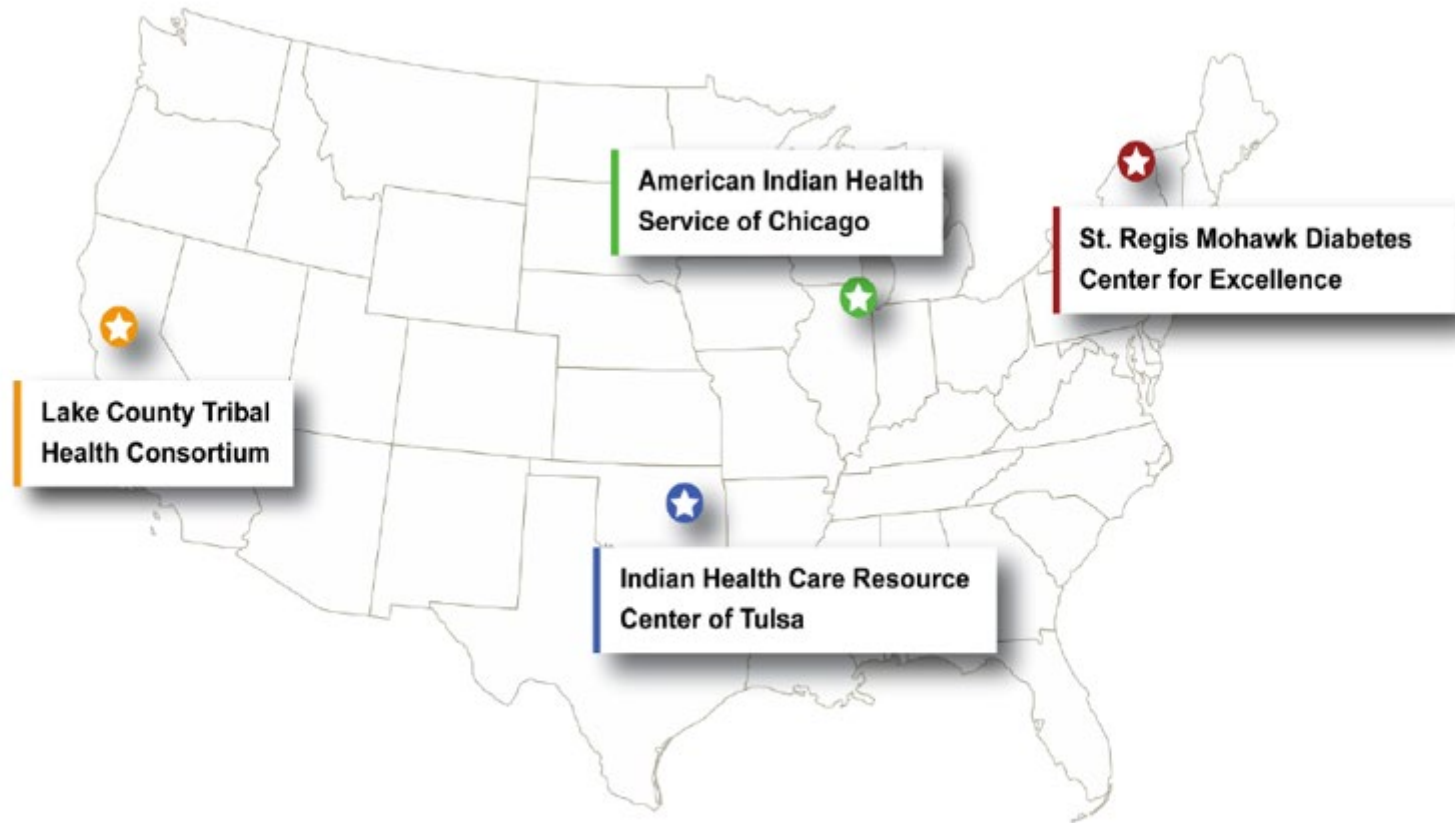 American Indian Health
Service of Chicago
St. Regis Mohawk Diabetes
Center for Excellence
Lake County Tribal
Health Consortium
Indian Health Care Resource
Center of Tulsa